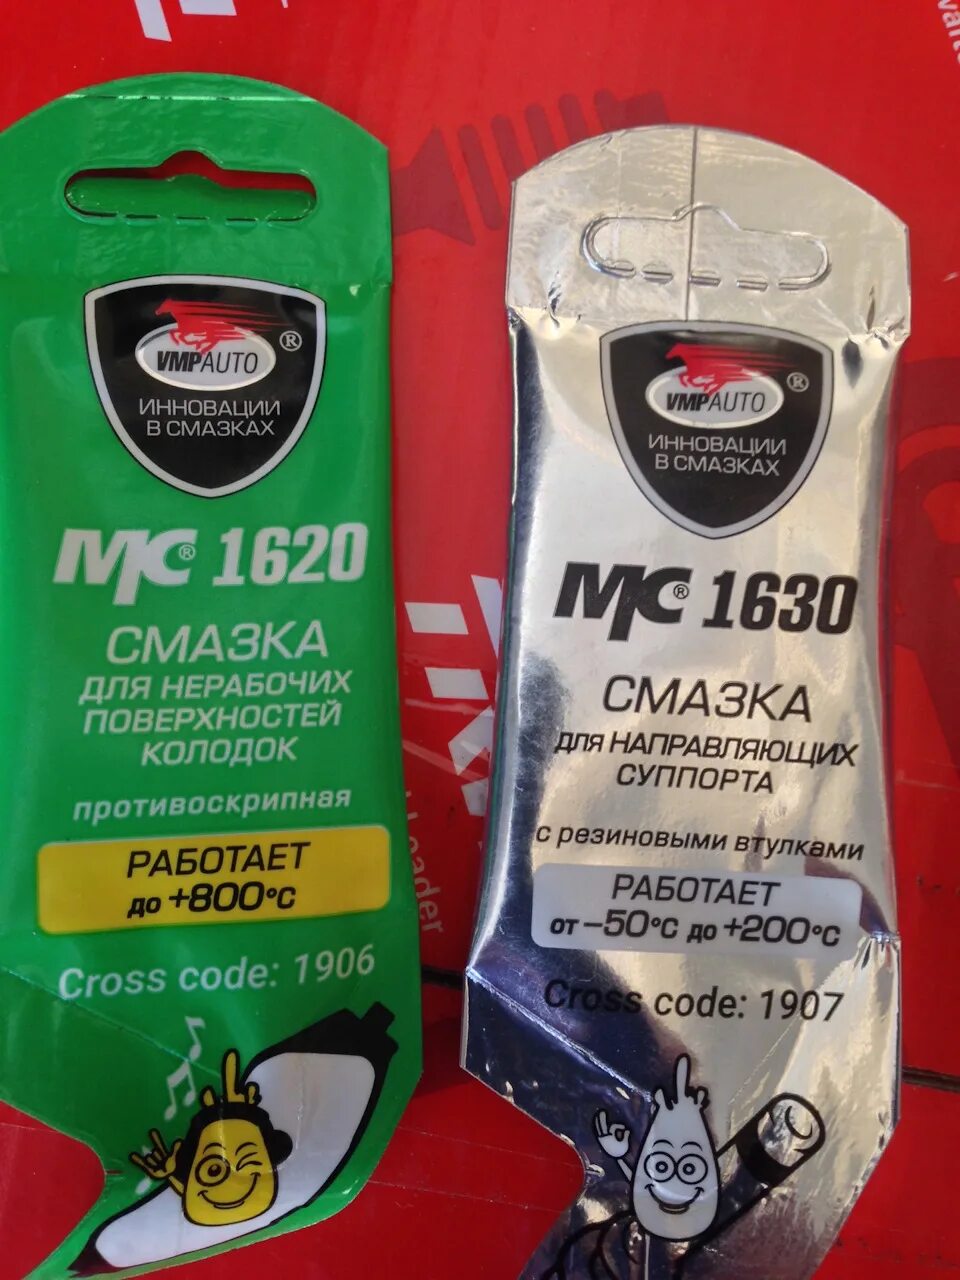 VMPAUTO ®
ИННОВАЦИИ
В СМАЗКАХ
МС® 1620
СМАЗКА
ДЛЯ НЕРАБОЧИХ
ПОВЕРХНОСТЕЙ
КОЛОДОК
противоскрипная
РАБОТАЕТ
до +800°С
Cross code: 1906
VMPAUTO ®
ИННОВАЦИИ
В СМАЗКАХ
МС® 1630
СМАЗКА
ДЛЯ НАПРАВЛЯЮЩИХ
СУППОРТА
с резиновыми втулками
РАБОТАЕТ
от –50°С до +200°С
Cross code: 1907